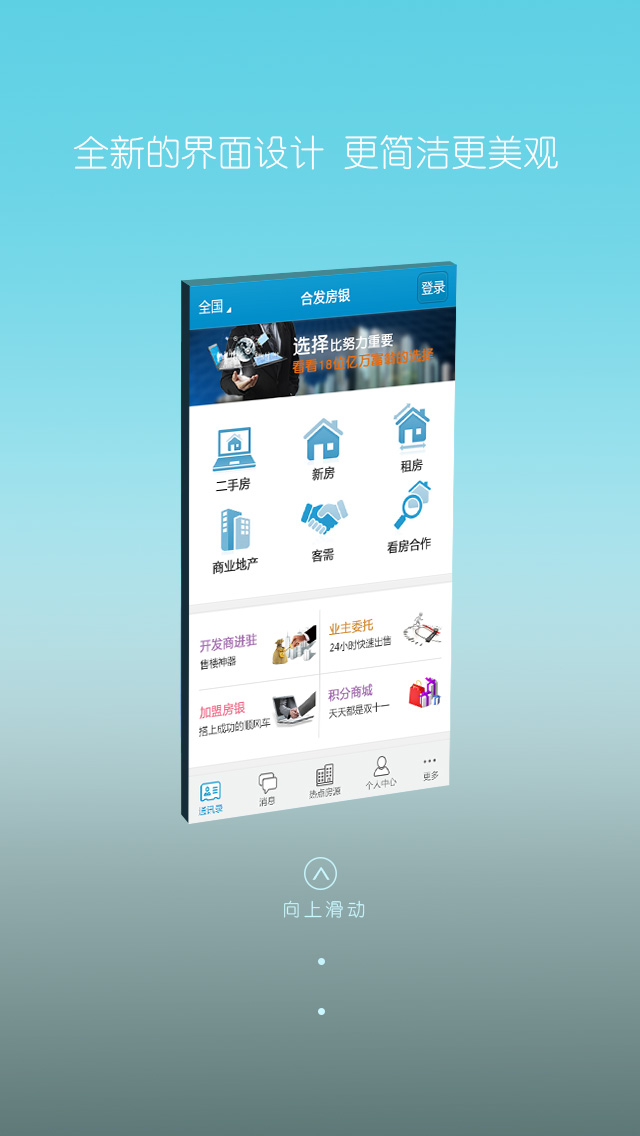 全新的界面设计 更简洁更美观
全国
合发房银
登录
选择比努力重要
看看18位亿万富翁的选择
二手房
新房
租房
商业地产
客需
看房合作
开发商进驻
售楼神器
业主委托
24小时快速出售
加盟房银
搭上成功的顺风车
积分商城
天天都是双十一
通讯录
消息
热点房源
个人中心
更多
向上滑动